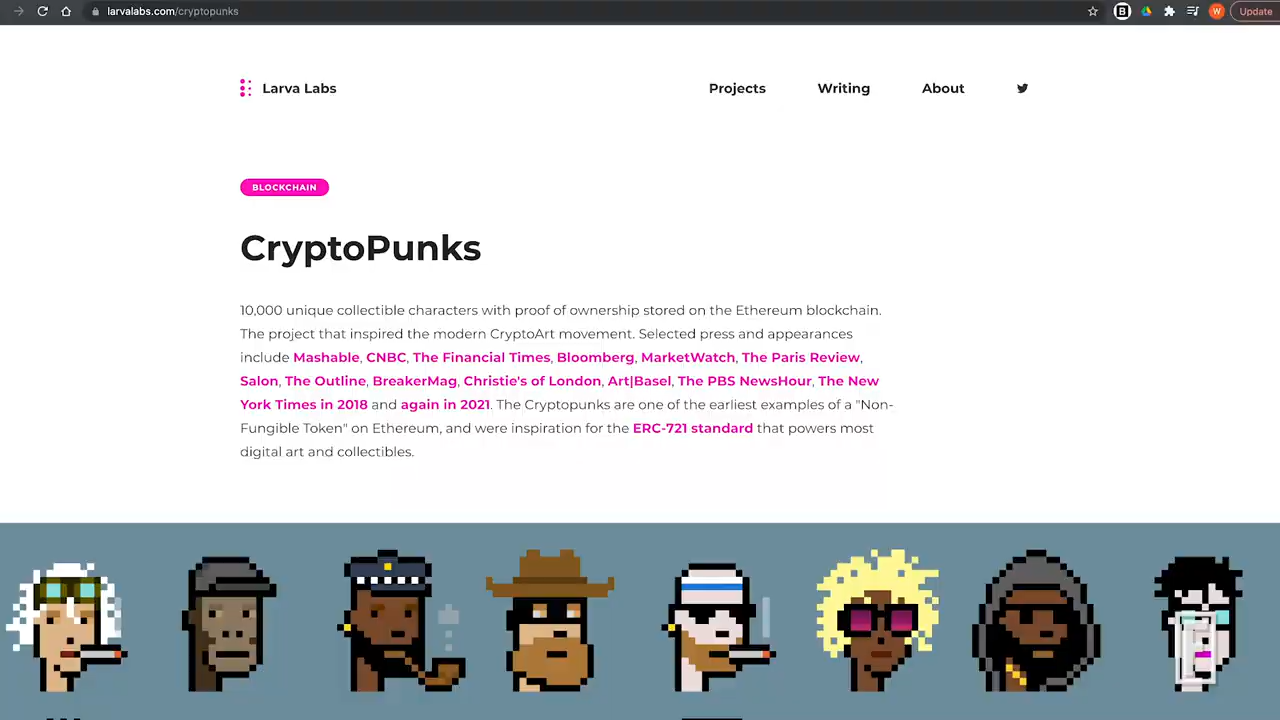 larvalabs.com/cryptopunks
B
W
Update
Larva Labs
Projects
Writing
About
BLOCKCHAIN
CryptoPunks
10,000 unique collectible characters with proof of ownership stored on the Ethereum blockchain.
The project that inspired the modern CryptoArt movement. Selected press and appearances
include Mashable, CNBC, The Financial Times, Bloomberg, MarketWatch, The Paris Review,
Salon, The Outline, BreakerMag, Christie's of London, Art|Basel, The PBS NewsHour, The New
York Times in 2018 and again in 2021. The Cryptopunks are one of the earliest examples of a "Non-
Fungible Token" on Ethereum, and were inspiration for the ERC-721 standard that powers most
digital art and collectibles.